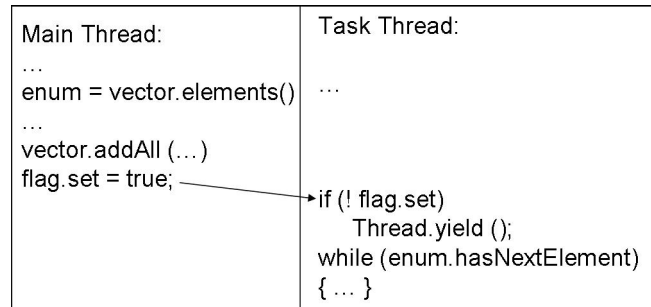 Main Thread:
…
enum = vector.elements()
…
vector.addAll (…)
flag.set = true;
Task Thread:
…
if (! flag.set)
Thread.yield ();
while (enum.hasNextElement)
{ … }